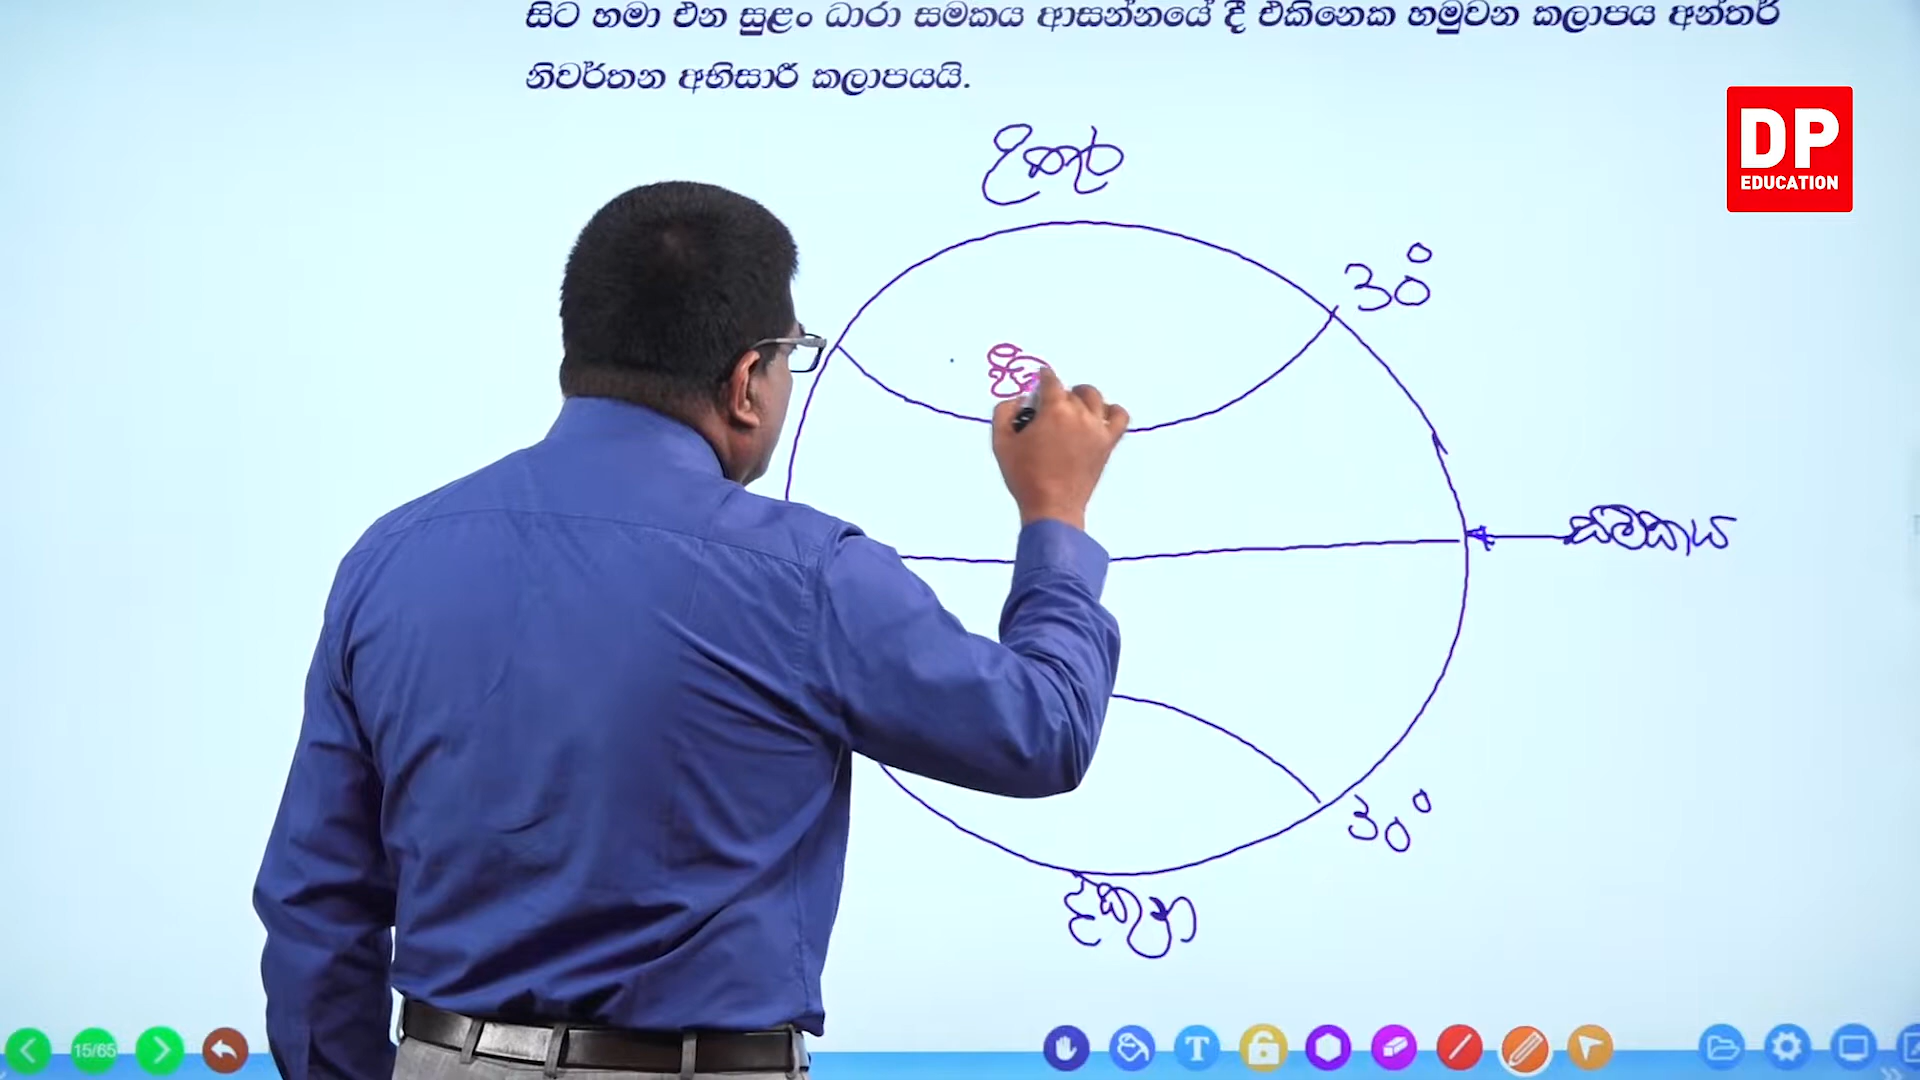 සිට හමා එන සුළං ධාරා සමකය ආසන්නයේ දී එකිනෙක හමුවන කලාපය අන්තර්
නිවර්තන අභිසාරී කලාපයයි.
DP
EDUCATION
උතුර
30°
සමකය
30°
දකුණ
15/65
T